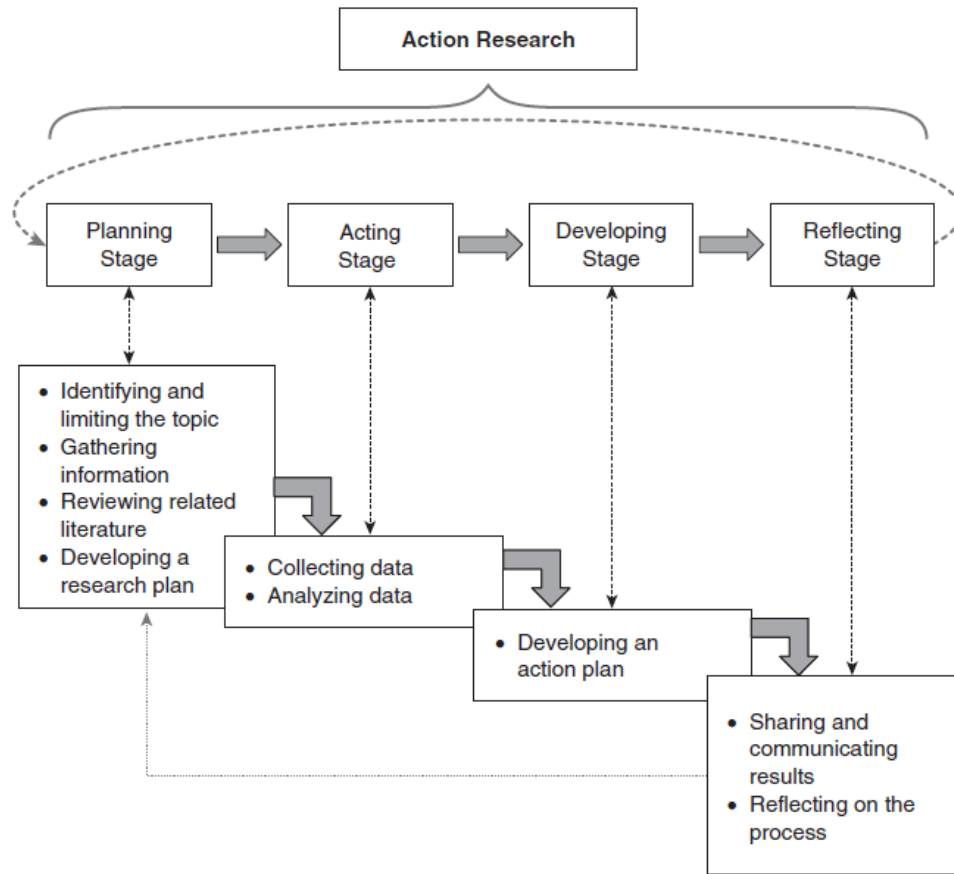 Action Research
Planning
Stage
Acting
Stage
Developing
Stage
Reflecting
Stage
• Identifying and
limiting the topic
• Gathering
information
• Reviewing related
literature
• Developing a
research plan
• Collecting data
• Analyzing data
• Developing an
action plan
• Sharing and
communicating
results
• Reflecting on the
process